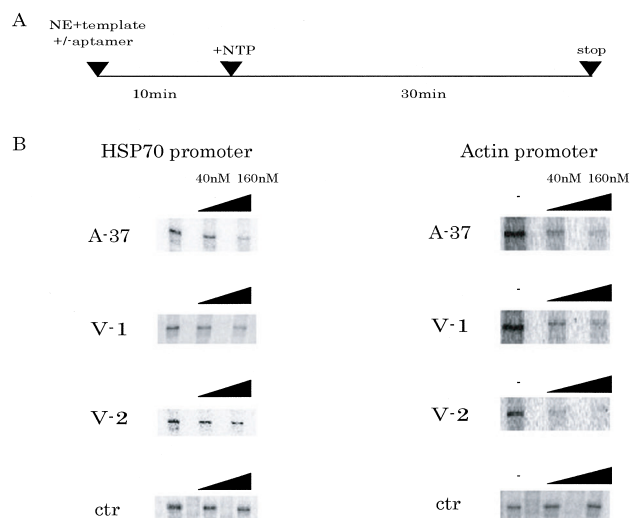 A
NE+template
+/-aptamer
+NTP
stop
10min
30min
B
HSP70 promoter
Actin promoter
40nM 160nM
- 40nM 160nM
A-37
A-37
-
V-1
V-1
-
V-2
V-2
-
ctr
ctr